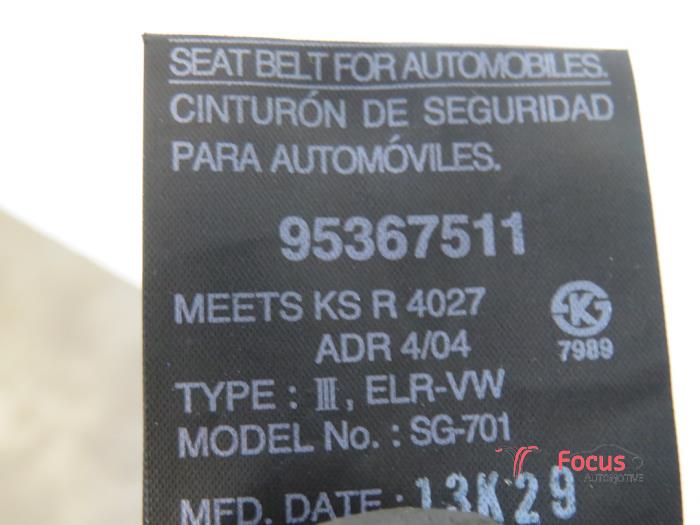 SEAT BELT FOR AUTOMOBILES.
CINTURÓN DE SEGURIDAD
PARA AUTOMÓVILES.
95367511
MEETS KS R 4027
ADR 4/04
7989
TYPE : III, ELR-VW
MODEL No. : SG-701
MFD. DATE : 13K29
Focus
AUTOMOTIVE